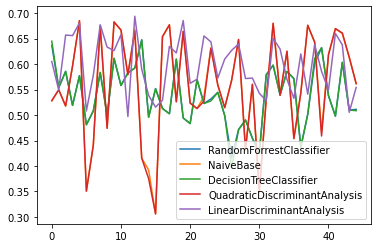 0.70
0.65
0.60
0.55
0.50
0.45
0.40
0.35
0.30
RandomForrestClassifier
NaiveBase
DecisionTreeClassifier
QuadraticDiscriminantAnalysis
LinearDiscriminantAnalysis
0 10 20 30 40